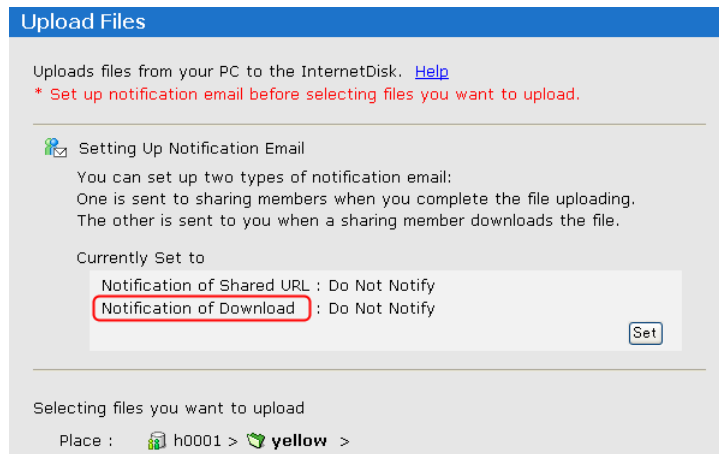 Upload Files
Uploads files from your PC to the InternetDisk. Help
* Set up notification email before selecting files you want to upload.
Setting Up Notification Email
You can set up two types of notification email:
One is sent to sharing members when you complete the file uploading.
The other is sent to you when a sharing member downloads the file.
Currently Set to
Notification of Shared URL : Do Not Notify
Notification of Download : Do Not Notify
Set
Selecting files you want to upload
Place : h0001 > yellow >